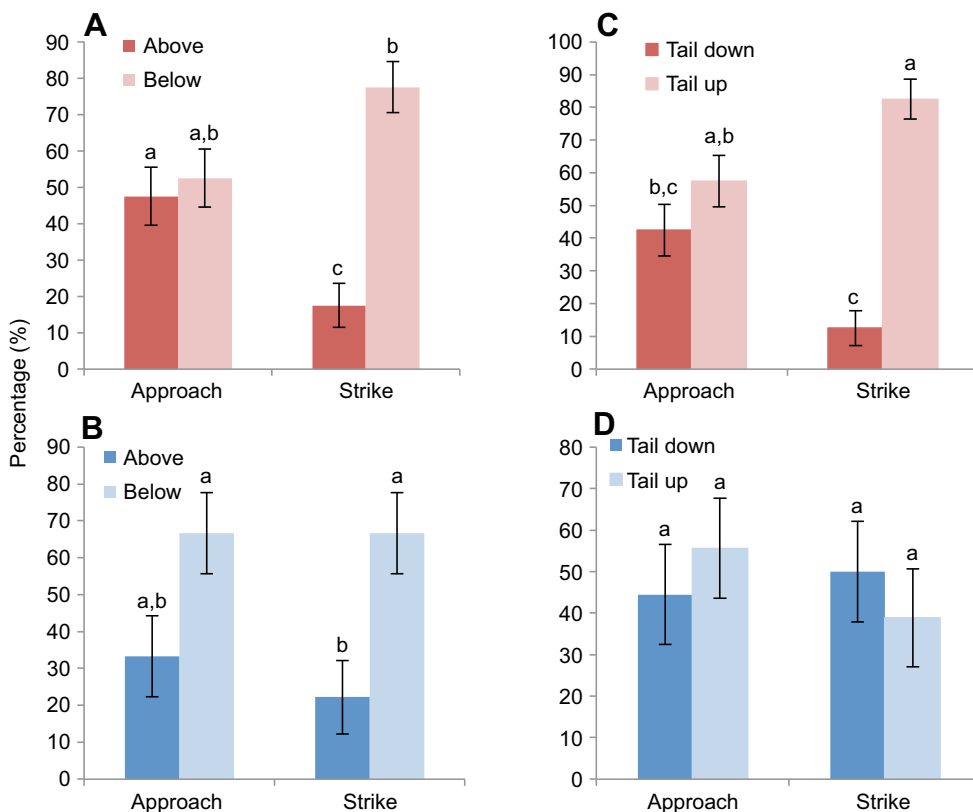 Percentage (%)
A
Above
Below
90
80
70
60
50
40
30
20
10
0
a
a,b
c
b
Approach Strike
C
Tail down
Tail up
100
90
80
70
60
50
40
30
20
10
0
b,c
a,b
c
a
Approach Strike
B
Above
Below
90
80
70
60
50
40
30
20
10
0
a,b
a
b
a
Approach Strike
D
Tail down
Tail up
80
70
60
50
40
30
20
10
0
a
a
a
a
Approach Strike